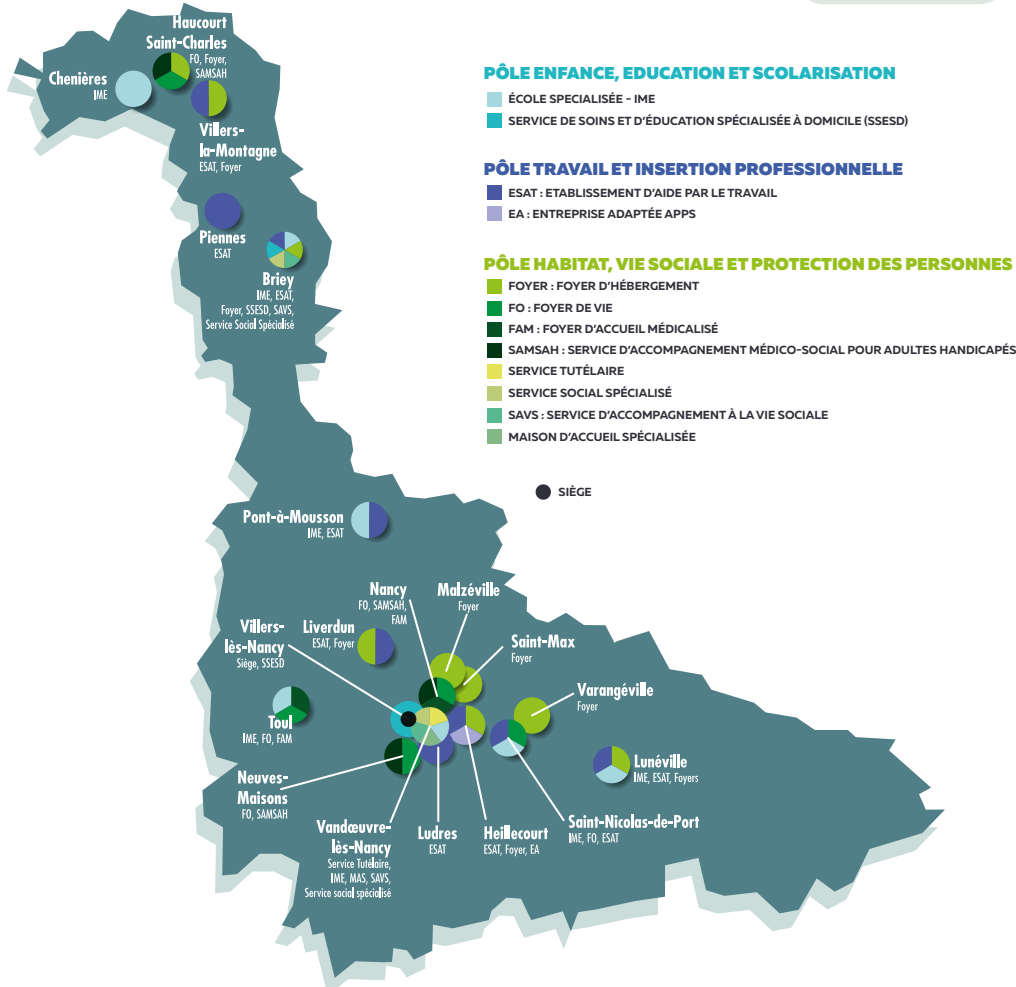 Haucourt
Saint-Charles
FO, Foyer,
SAMSAH
Chenières
IME
Villers-
la-Montagne
ESAT, Foyer
Piennes
ESAT
Briey
IME, ESAT,
Foyer, SSESD, SAVS,
Service Social Spécialisé
PÔLE ENFANCE, EDUCATION ET SCOLARISATION
ÉCOLE SPECIALISÉE - IME
SERVICE DE SOINS ET D'ÉDUCATION SPÉCIALISÉE À DOMICILE (SSESD)
PÔLE TRAVAIL ET INSERTION PROFESSIONNELLE
ESAT : ETABLISSEMENT D'AIDE PAR LE TRAVAIL
EA : ENTREPRISE ADAPTÉE APPS
PÔLE HABITAT, VIE SOCIALE ET PROTECTION DES PERSONNES
FOYER : FOYER D'HÉBERGEMENT
FO : FOYER DE VIE
FAM : FOYER D'ACCUEIL MÉDICALISÉ
SAMSAH : SERVICE D'ACCOMPAGNEMENT MÉDICO-SOCIAL POUR ADULTES HANDICAPÉS
SERVICE TUTÉLAIRE
SERVICE SOCIAL SPÉCIALISÉ
SAVS : SERVICE D'ACCOMPAGNEMENT À LA VIE SOCIALE
MAISON D'ACCUEIL SPÉCIALISÉE
SIÈGE
Pont-à-Mousson
IME, ESAT
Nancy
FO, SAMSAH,
FAM
Malzéville
Foyer
Villers-
lès-Nancy
Siège, SSESD
Liverdun
ESAT, Foyer
Saint-Max
Foyer
Varangéville
Foyer
Toul
IME, FO, FAM
Lunéville
IME, ESAT, Foyers
Neuves-
Maisons
FO, SAMSAH
Vandœuvre-
lès-Nancy
Service Tutélaire,
IME, MAS, SAVS,
Service social spécialisé
Ludres
ESAT
Heillecourt
ESAT, Foyer, EA
Saint-Nicolas-de-Port
IME, FO, ESAT